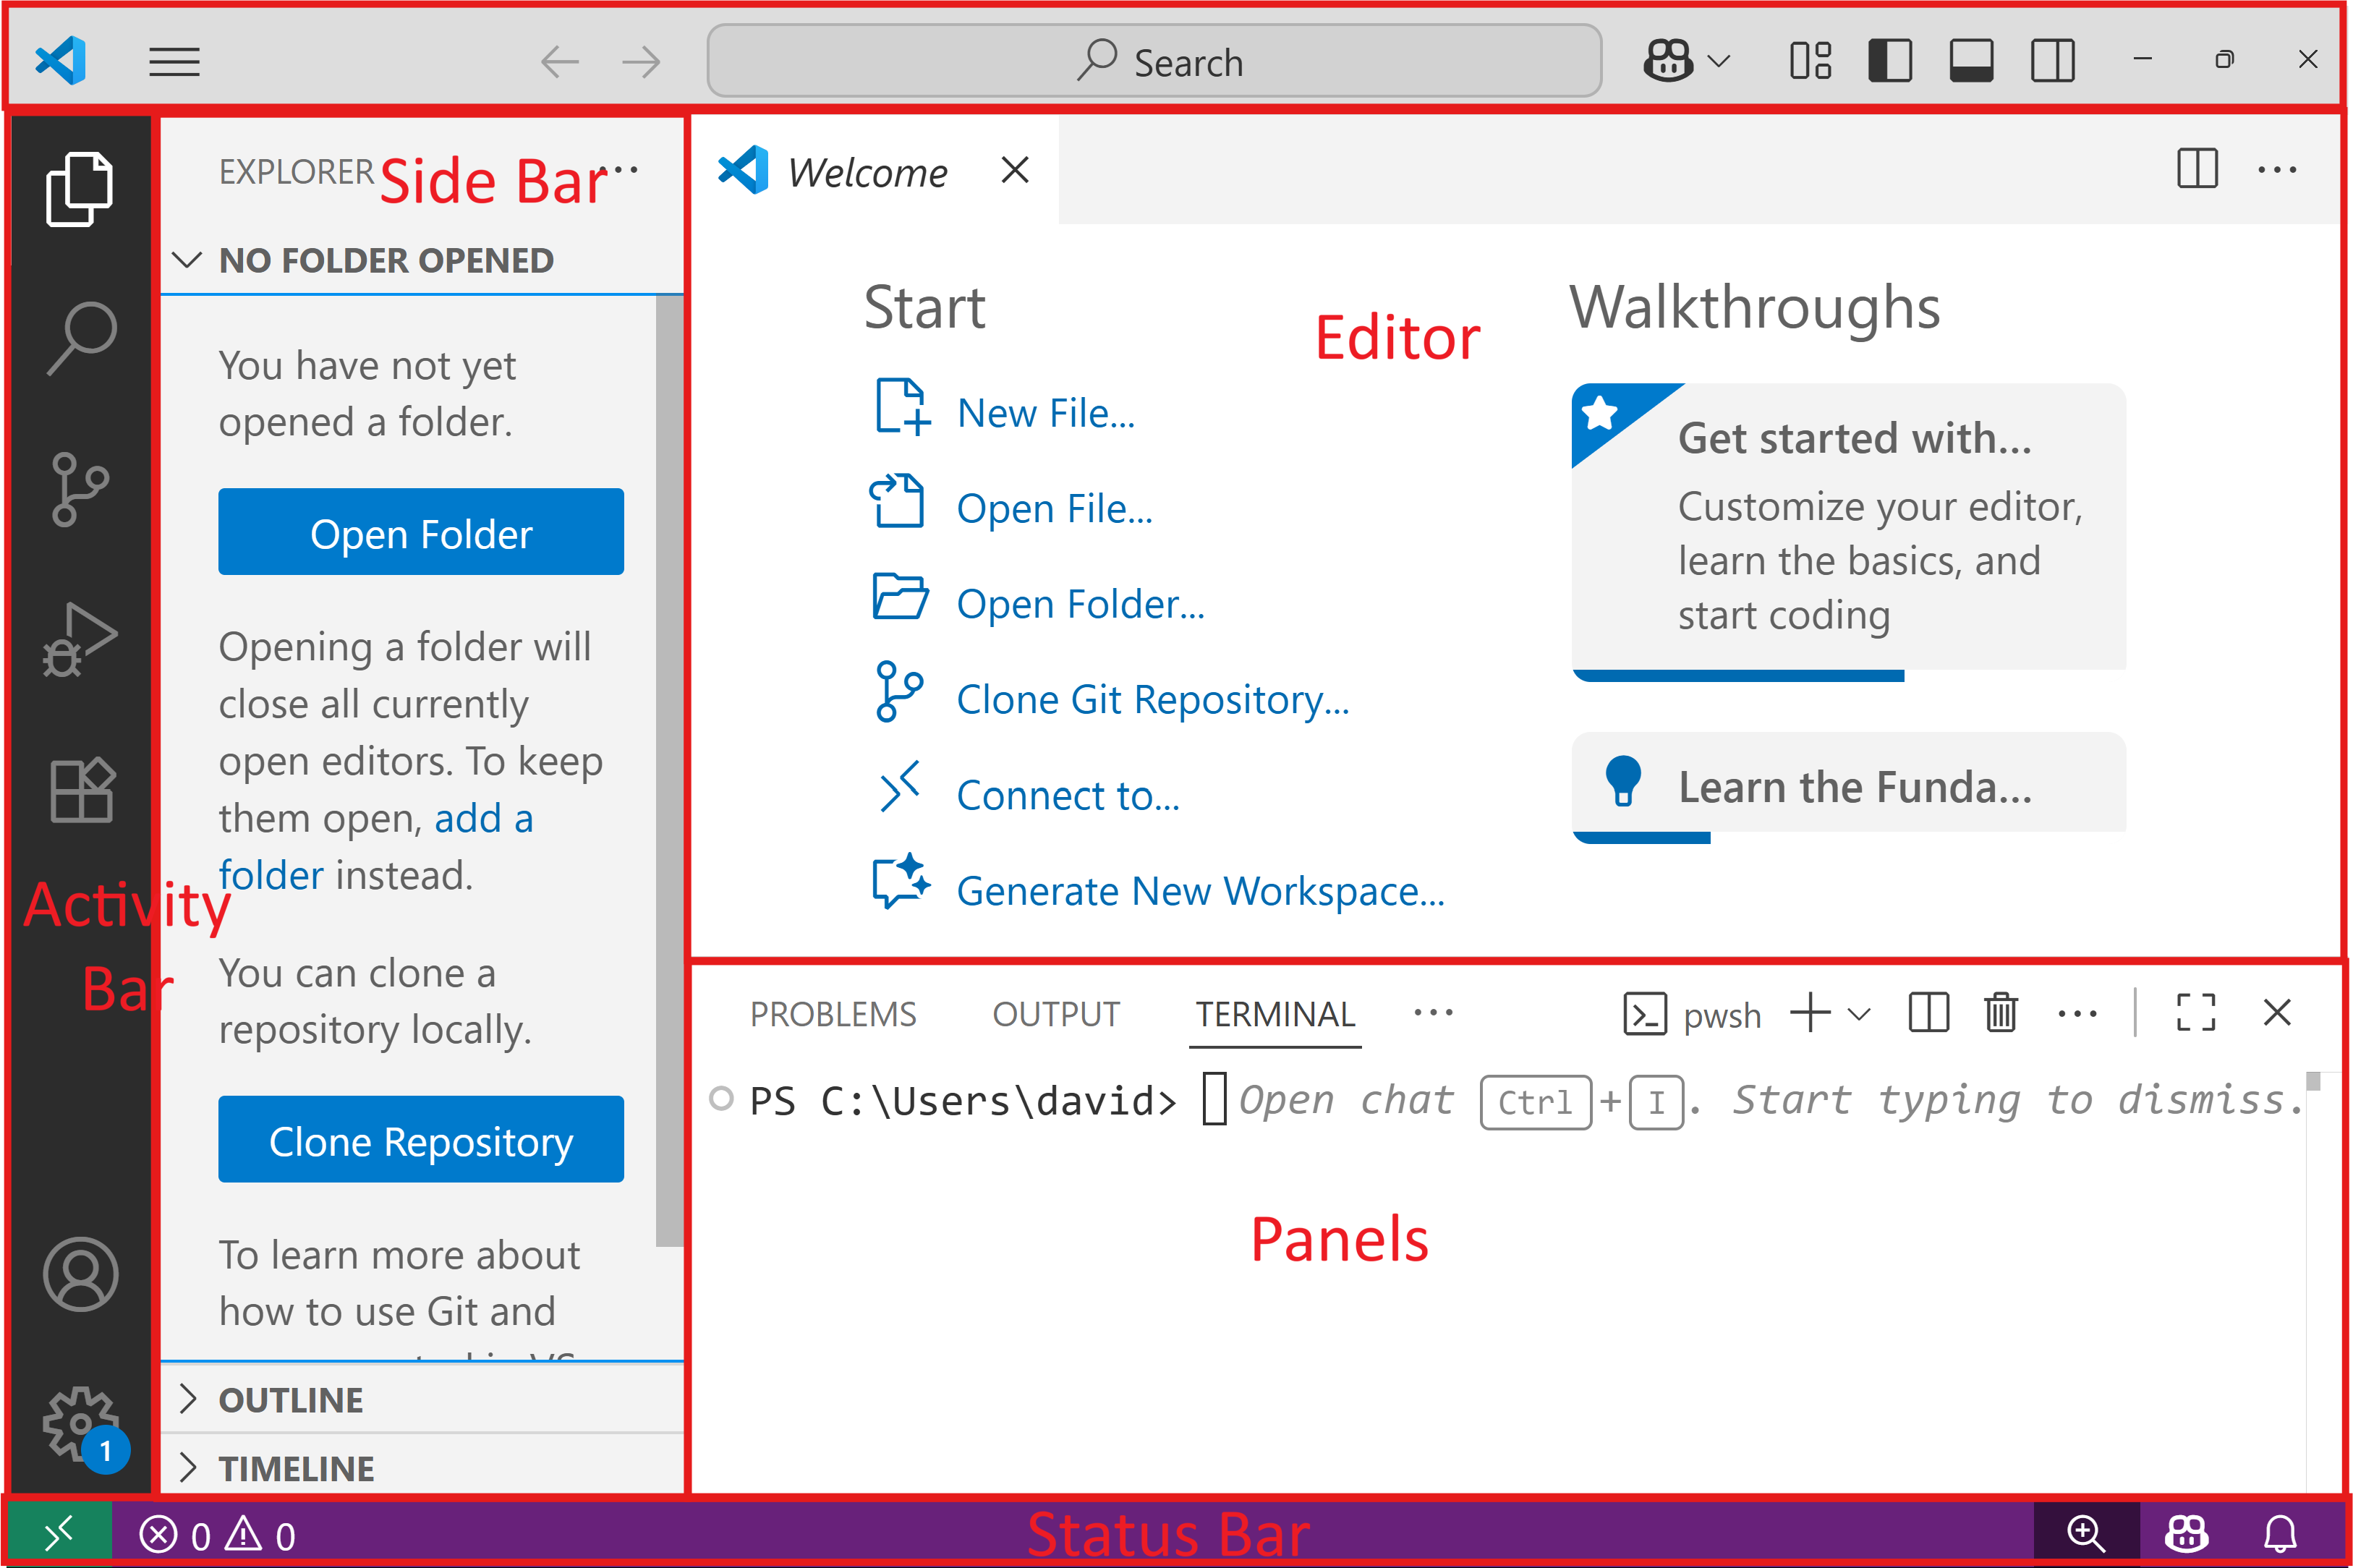 Search
EXPLORER
Side Bar
NO FOLDER OPENED
You have not yet
opened a folder.
Open Folder
Opening a folder will
close all currently
open editors. To keep
them open, add a
folder instead.
You can clone a
repository locally.
Clone Repository
To learn more about
how to use Git and
OUTLINE
TIMELINE
Activity
Bar
1
Welcome
Start
Editor
New File...
Open File...
Open Folder...
Clone Git Repository...
Connect to...
Generate New Workspace...
Walkthroughs
Get started with...
Customize your editor,
learn the basics, and
start coding
Learn the Funda...
PROBLEMS OUTPUT TERMINAL ... pwsh
PS C:\Users\david> Open chat Ctrl+I. Start typing to dismiss.
Panels
0 0
Status Bar